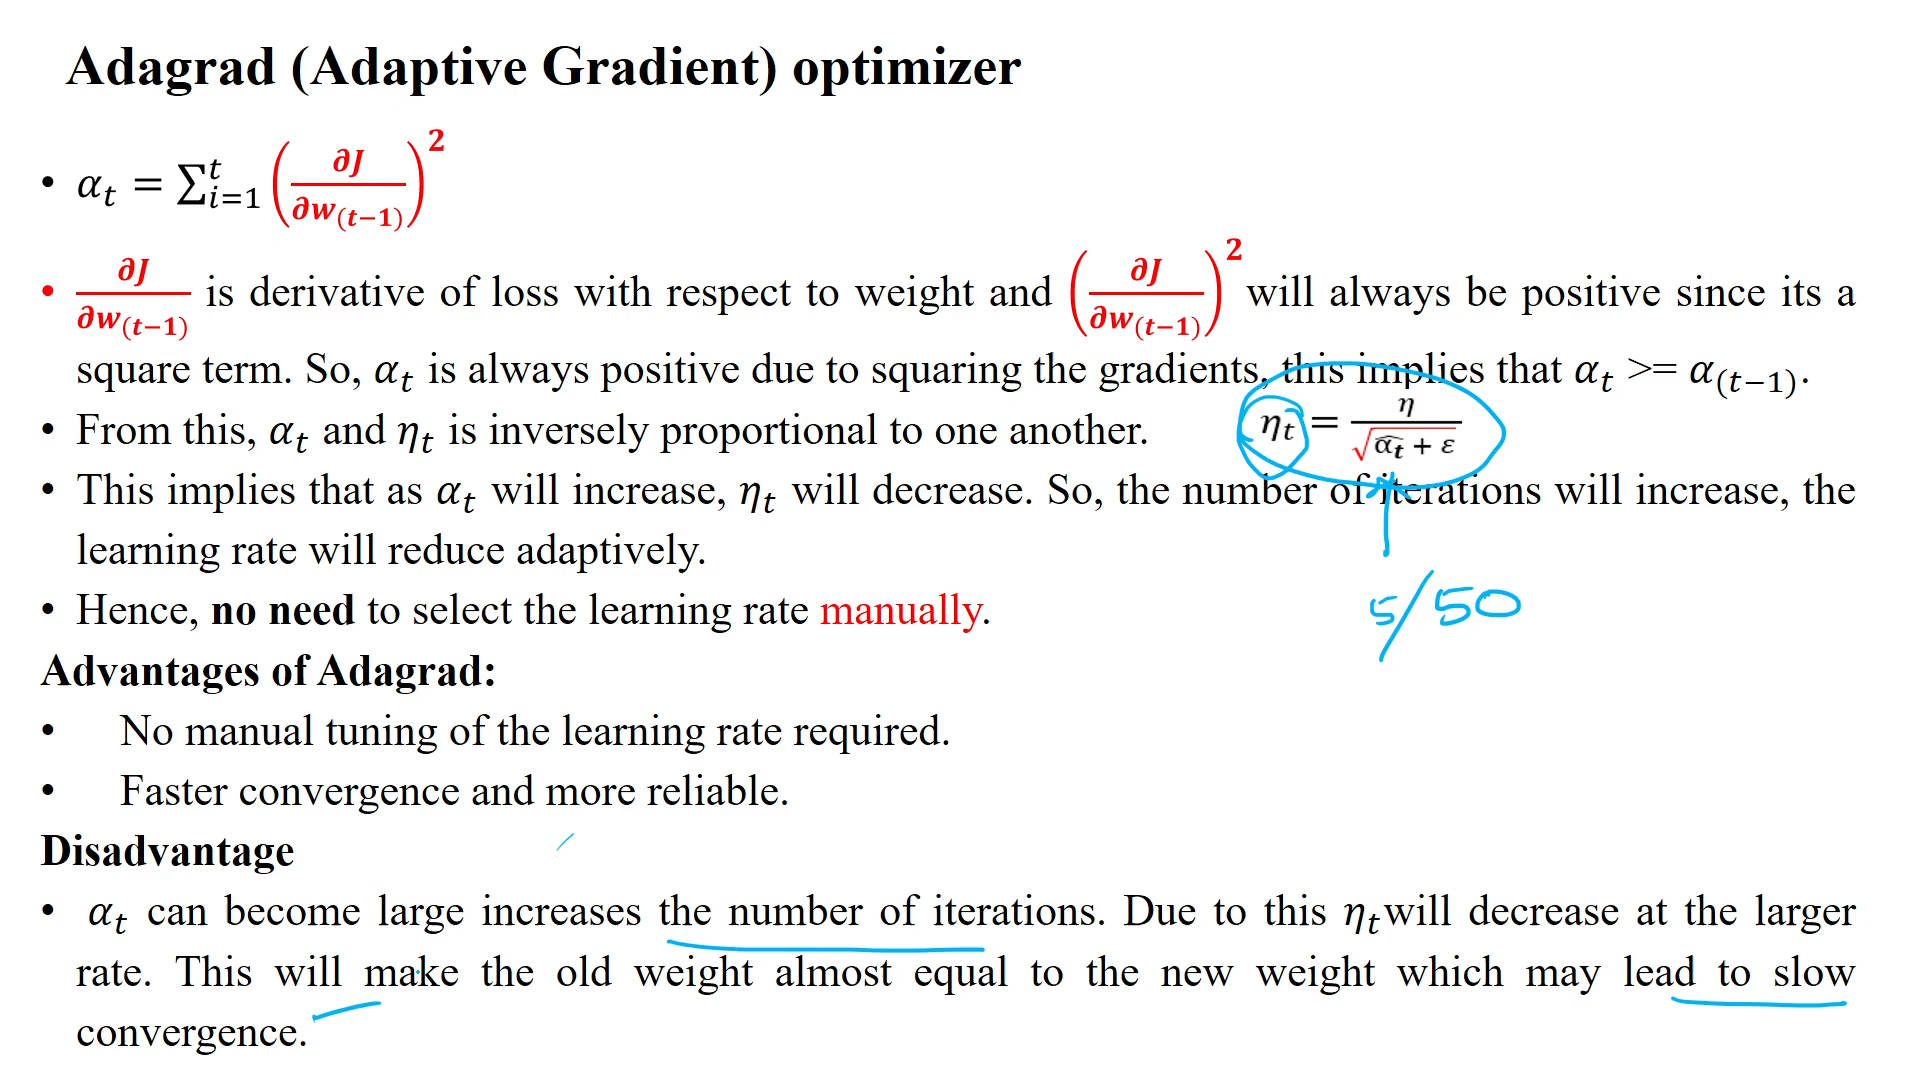 Adagrad (Adaptive Gradient) optimizer
• αₜ = ∑ᵗᵢ₌₁ (∂J/∂w₍ₜ₋₁₎)²
• ∂J/∂w₍ₜ₋₁₎ is derivative of loss with respect to weight and (∂J/∂w₍ₜ₋₁₎)² will always be positive since its a
square term. So, αₜ is always positive due to squaring the gradients, this implies that αₜ >= α₍ₜ₋₁₎.
• From this, αₜ and ηₜ is inversely proportional to one another.
ηₜ = η/√(αₜ + ε)
• This implies that as αₜ will increase, ηₜ will decrease. So, the number of iterations will increase, the
learning rate will reduce adaptively.
• Hence, no need to select the learning rate manually.
5/50
Advantages of Adagrad:
• No manual tuning of the learning rate required.
• Faster convergence and more reliable.
Disadvantage
• αₜ can become large increases the number of iterations. Due to this ηₜwill decrease at the larger
rate. This will make the old weight almost equal to the new weight which may lead to slow
convergence.